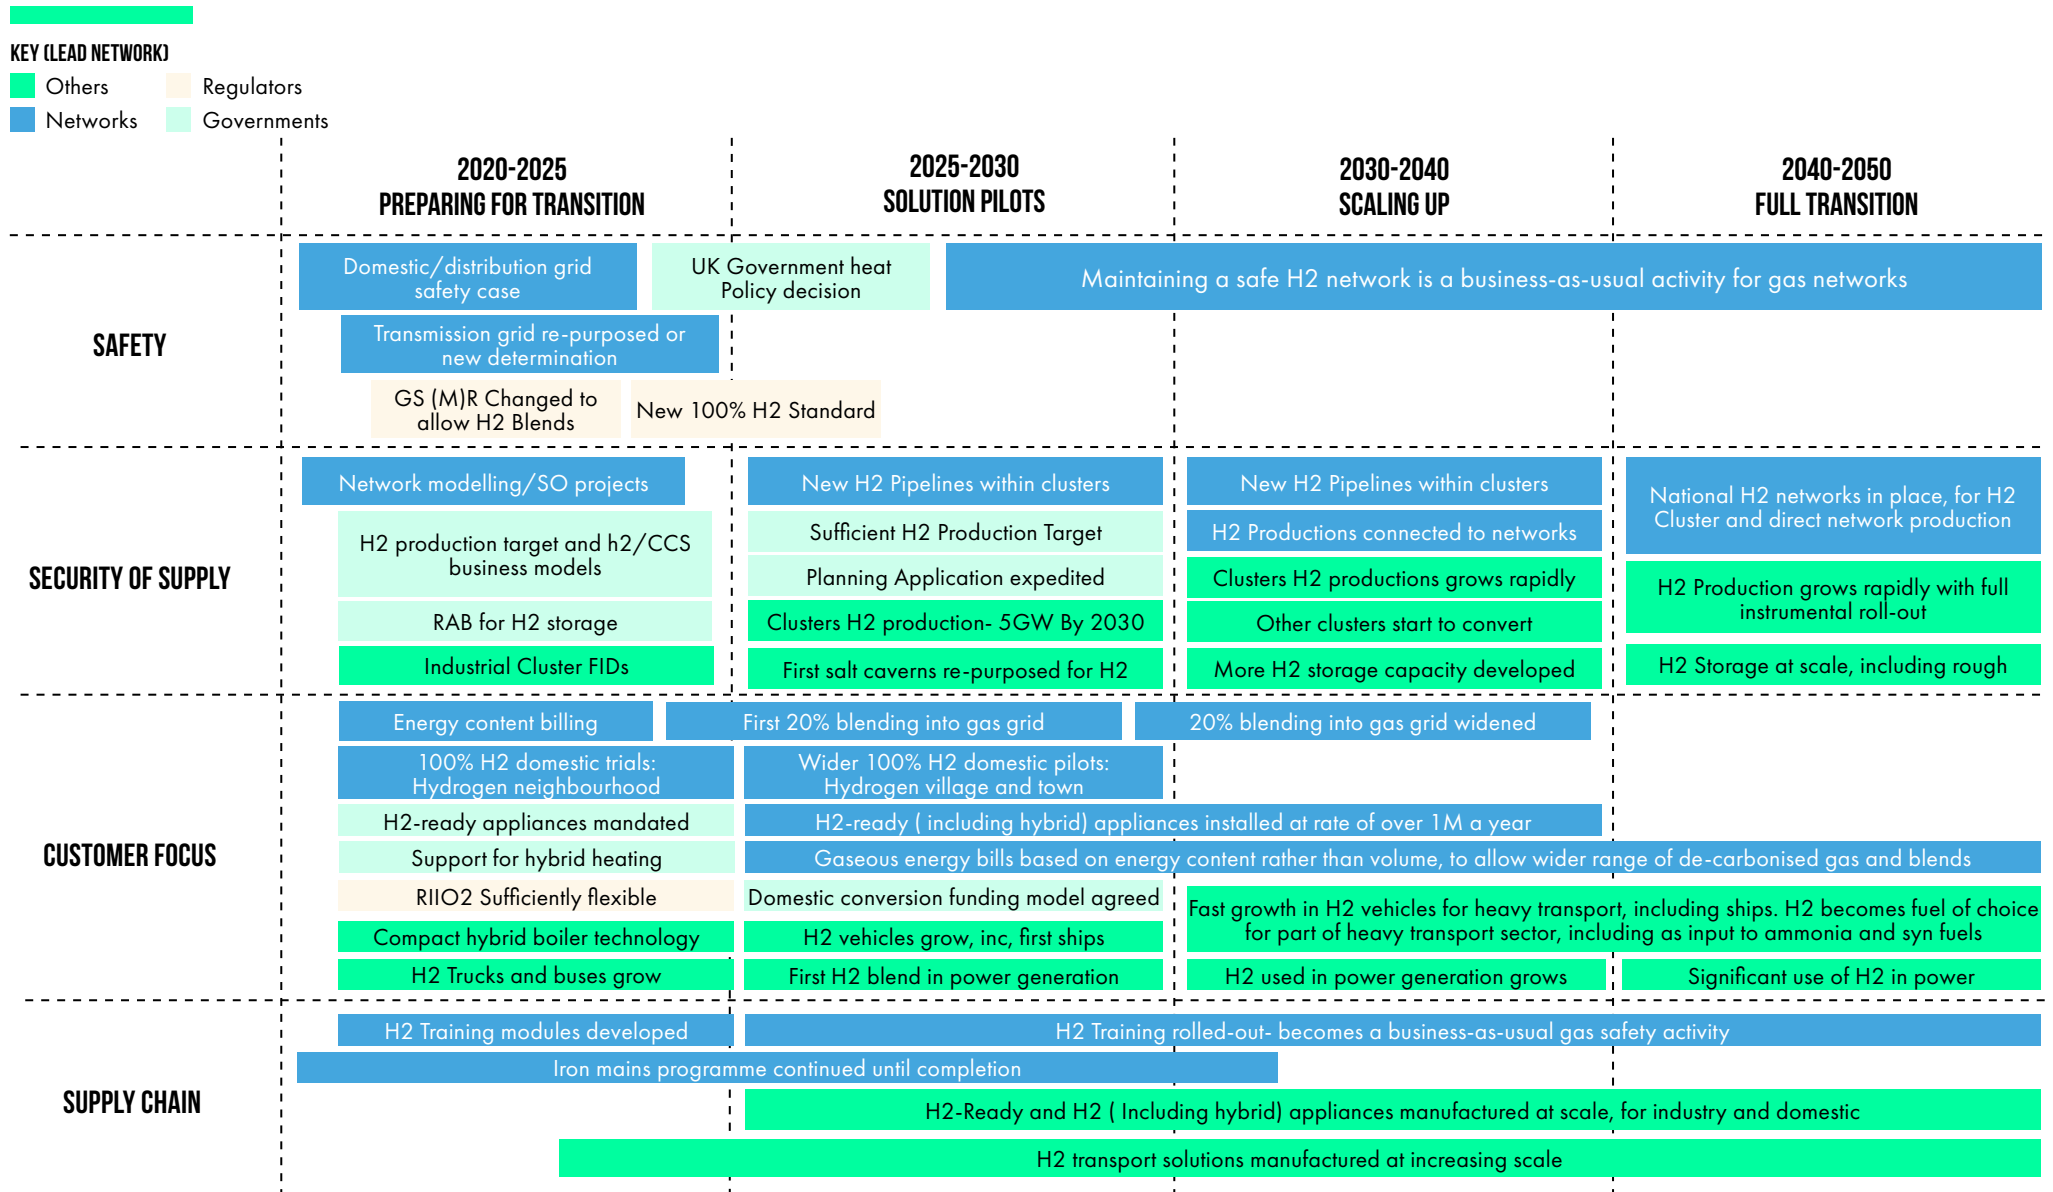 KEY (LEAD NETWORK)
Others
Regulators
Networks
Governments
2020-2025
PREPARING FOR TRANSITION
2025-2030
SOLUTION PILOTS
2030-2040
SCALING UP
2040-2050
FULL TRANSITION
SAFETY
Domestic/distribution grid
safety case
UK Government heat
Policy decision
Maintaining a safe H2 network is a business-as-usual activity for gas networks
Transmission grid re-purposed or
new determination
GS (M)R Changed to
allow H2 Blends
New 100% H2 Standard
SECURITY OF SUPPLY
Network modelling/SO projects
H2 production target and h2/CCS
business models
RAB for H2 storage
Industrial Cluster FIDs
New H2 Pipelines within clusters
Sufficient H2 Production Target
Planning Application expedited
Clusters H2 production- 5GW By 2030
First salt caverns re-purposed for H2
New H2 Pipelines within clusters
H2 Productions connected to networks
Clusters H2 productions grows rapidly
Other clusters start to convert
More H2 storage capacity developed
National H2 networks in place, for H2
Cluster and direct network production
H2 Production grows rapidly with full
instrumental roll-out
H2 Storage at scale, including rough
CUSTOMER FOCUS
Energy content billing
First 20% blending into gas grid
20% blending into gas grid widened
100% H2 domestic trials:
Hydrogen neighbourhood
Wider 100% H2 domestic pilots:
Hydrogen village and town
H2-ready appliances mandated
H2-ready ( including hybrid) appliances installed at rate of over 1M a year
Support for hybrid heating
Gaseous energy bills based on energy content rather than volume, to allow wider range of de-carbonised gas and blends
RIIO2 Sufficiently flexible
Domestic conversion funding model agreed
Fast growth in H2 vehicles for heavy transport, including ships. H2 becomes fuel of choice
for part of heavy transport sector, including as input to ammonia and syn fuels
Compact hybrid boiler technology
H2 vehicles grow, inc, first ships
H2 Trucks and buses grow
First H2 blend in power generation
H2 used in power generation grows
Significant use of H2 in power
SUPPLY CHAIN
H2 Training modules developed
H2 Training rolled-out- becomes a business-as-usual gas safety activity
Iron mains programme continued until completion
H2-Ready and H2 ( Including hybrid) appliances manufactured at scale, for industry and domestic
H2 transport solutions manufactured at increasing scale